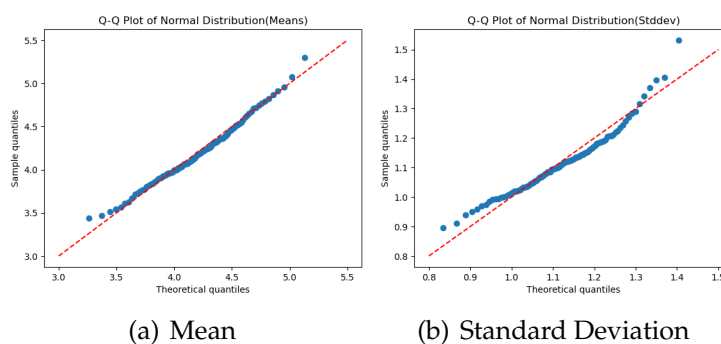 Q-Q Plot of Normal Distribution(Means)
5.5
5.0
4.5
4.0
3.5
3.0
Sample quantiles
3.0 3.5 4.0 4.5 5.0 5.5
Theoretical quantiles
(a) Mean
Q-Q Plot of Normal Distribution(Stddev)
1.5
1.4
1.3
1.2
1.1
1.0
0.9
0.8
Sample quantiles
0.8 0.9 1.0 1.1 1.2 1.3 1.4 1.5
Theoretical quantiles
(b) Standard Deviation